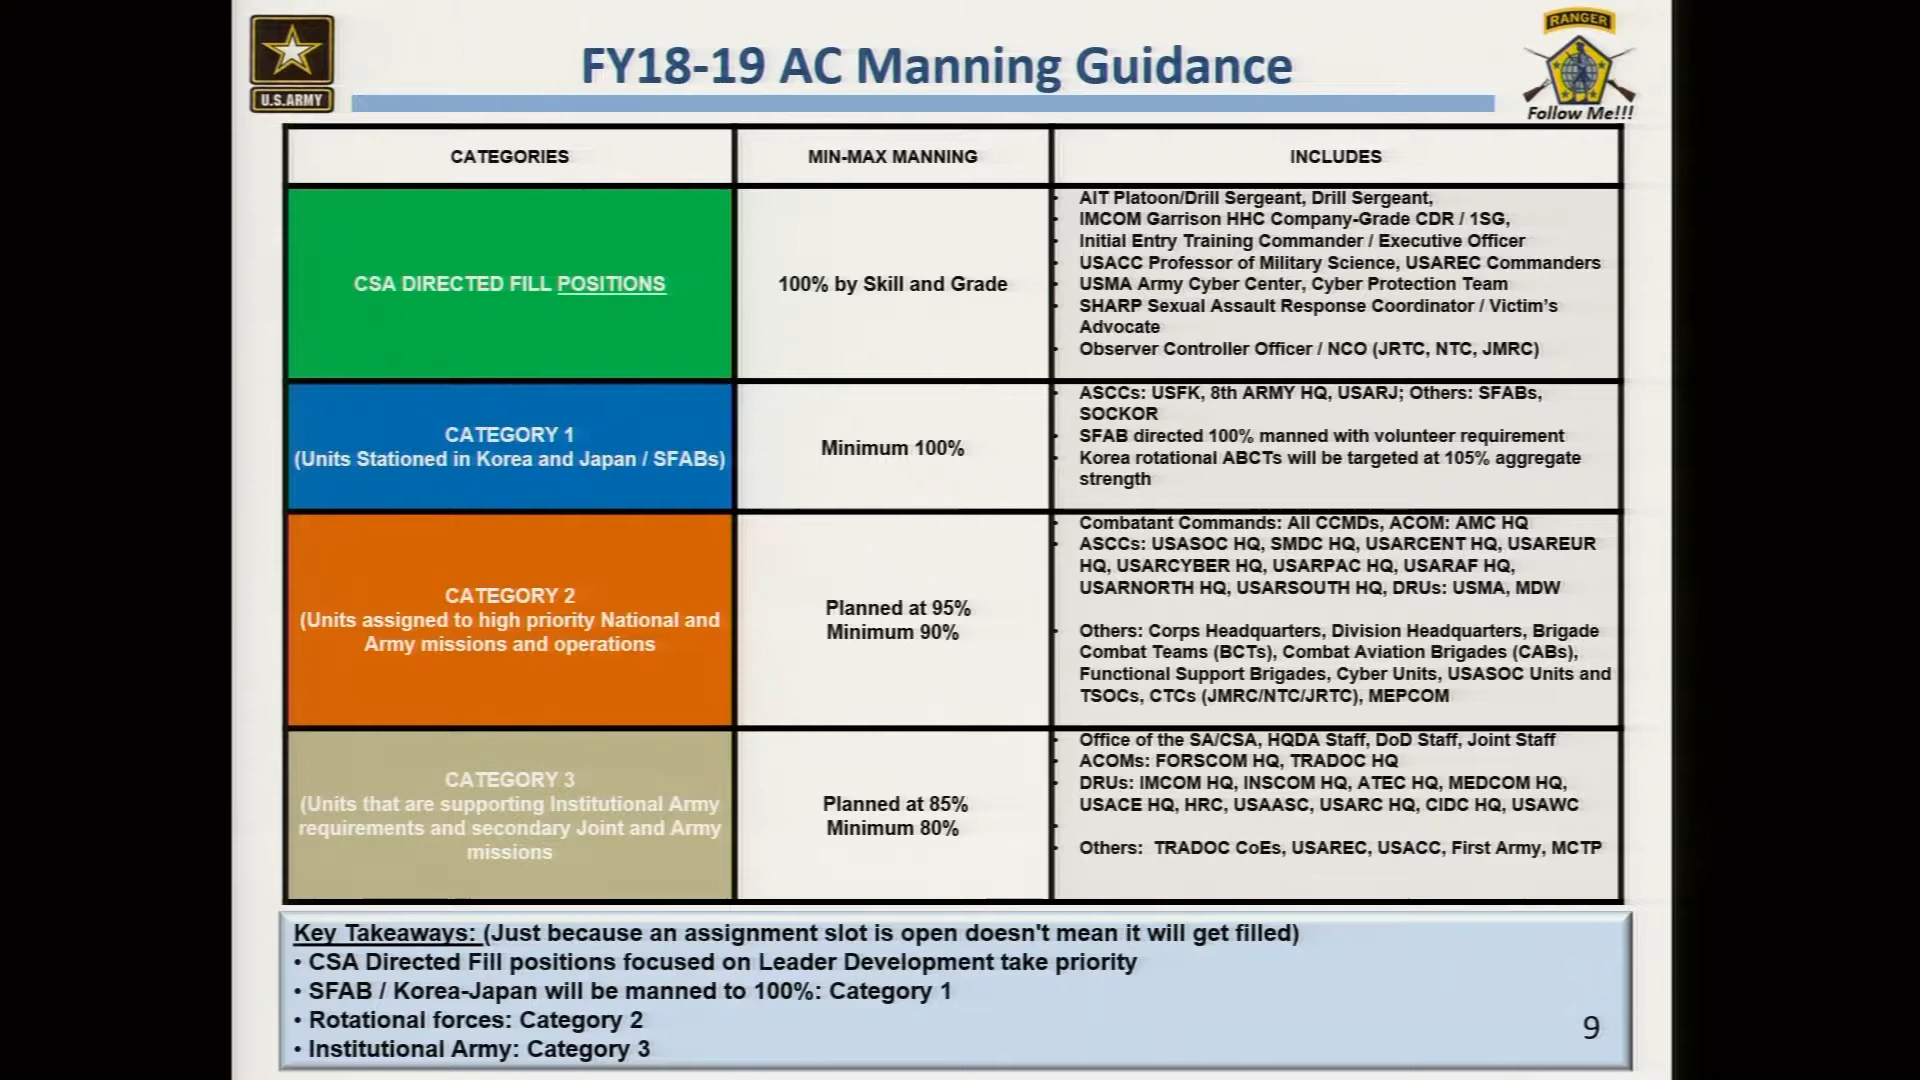 U.S.ARMY
FY18-19 AC Manning Guidance
RANGER
Follow Me!!!
CATEGORIES
MIN-MAX MANNING
INCLUDES
CSA DIRECTED FILL POSITIONS
100% by Skill and Grade
• AIT Platoon/Drill Sergeant, Drill Sergeant,
• IMCOM Garrison HHC Company-Grade CDR / 1SG,
• Initial Entry Training Commander / Executive Officer
• USACC Professor of Military Science, USAREC Commanders
• USMA Army Cyber Center, Cyber Protection Team
• SHARP Sexual Assault Response Coordinator / Victim's
Advocate
• Observer Controller Officer / NCO (JRTC, NTC, JMRC)
CATEGORY 1
(Units Stationed in Korea and Japan / SFABs)
Minimum 100%
• ASCCs: USFK, 8th ARMY HQ, USARJ; Others: SFABs,
SOCKOR
• SFAB directed 100% manned with volunteer requirement
• Korea rotational ABCTs will be targeted at 105% aggregate
strength
CATEGORY 2
(Units assigned to high priority National and
Army missions and operations
Planned at 95%
Minimum 90%
• Combatant Commands: All CCMDs, ACOM: AMC HQ
• ASCCs: USASOC HQ, SMDC HQ, USARCENT HQ, USAREUR
HQ, USARCYBER HQ, USARPAC HQ, USARAF HQ,
USARNORTH HQ, USARSOUTH HQ, DRUs: USMA, MDW
• Others: Corps Headquarters, Division Headquarters, Brigade
Combat Teams (BCTs), Combat Aviation Brigades (CABs),
Functional Support Brigades, Cyber Units, USASOC Units and
TSOCs, CTCs (JMRC/NTC/JRTC), MEPCOM
CATEGORY 3
(Units that are supporting Institutional Army
requirements and secondary Joint and Army
missions
Planned at 85%
Minimum 80%
• Office of the SA/CSA, HQDA Staff, DoD Staff, Joint Staff
• ACOMs: FORSCOM HQ, TRADOC HQ
• DRUs: IMCOM HQ, INSCOM HQ, ATEC HQ, MEDCOM HQ,
USACE HQ, HRC, USAASC, USARC HQ, CIDC HQ, USAWC
•
• Others: TRADOC CoEs, USAREC, USACC, First Army, MCTP
Key Takeaways: (Just because an assignment slot is open doesn't mean it will get filled)
• CSA Directed Fill positions focused on Leader Development take priority
• SFAB / Korea-Japan will be manned to 100%: Category 1
• Rotational forces: Category 2
• Institutional Army: Category 3
9